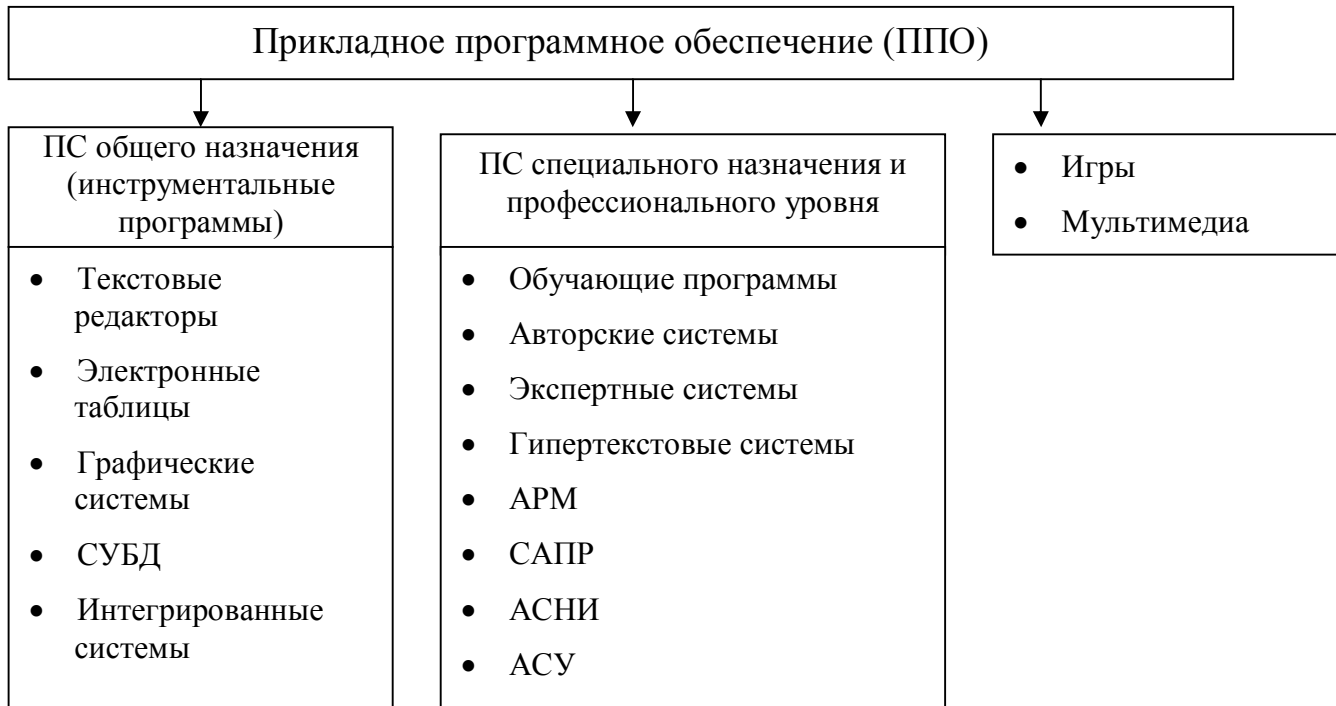 Прикладное программное обеспечение (ППО)
ПС общего назначения
(инструментальные
программы)
• Текстовые
редакторы
• Электронные
таблицы
• Графические
системы
• СУБД
• Интегрированные
системы
ПС специального назначения и
профессионального уровня
• Обучающие программы
• Авторские системы
• Экспертные системы
• Гипертекстовые системы
• АРМ
• САПР
• АСНИ
• АСУ
• Игры
• Мультимедиа